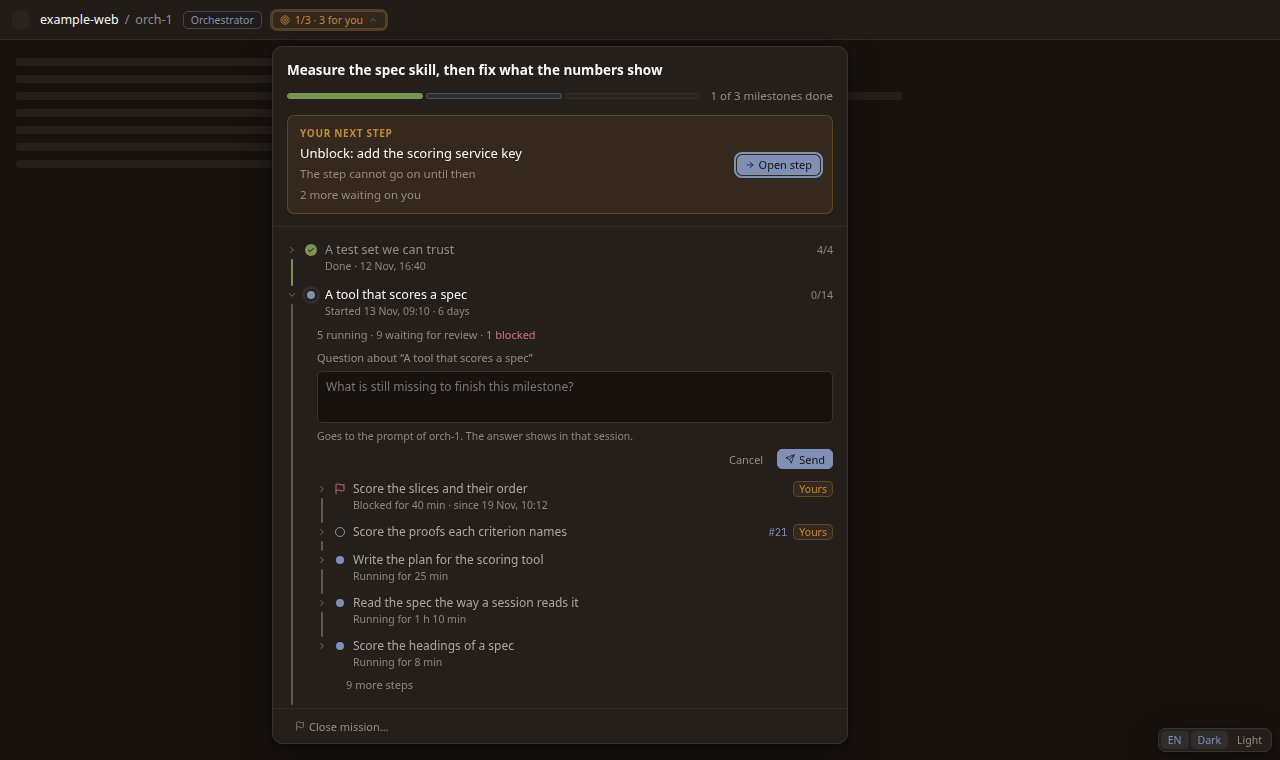 example-web / orch-1 Orchestrator 1/3 · 3 for you
Measure the spec skill, then fix what the numbers show
1 of 3 milestones done
YOUR NEXT STEP
Unblock: add the scoring service key
The step cannot go on until then
2 more waiting on you
Open step
A test set we can trust 4/4
Done · 12 Nov, 16:40
A tool that scores a spec 0/14
Started 13 Nov, 09:10 · 6 days
5 running · 9 waiting for review · 1 blocked
Question about “A tool that scores a spec”
What is still missing to finish this milestone?
Goes to the prompt of orch-1. The answer shows in that session.
Cancel Send
Score the slices and their order Yours
Blocked for 40 min · since 19 Nov, 10:12
Score the proofs each criterion names #21 Yours
Write the plan for the scoring tool
Running for 25 min
Read the spec the way a session reads it
Running for 1 h 10 min
Score the headings of a spec
Running for 8 min
9 more steps
Close mission…
EN Dark Light